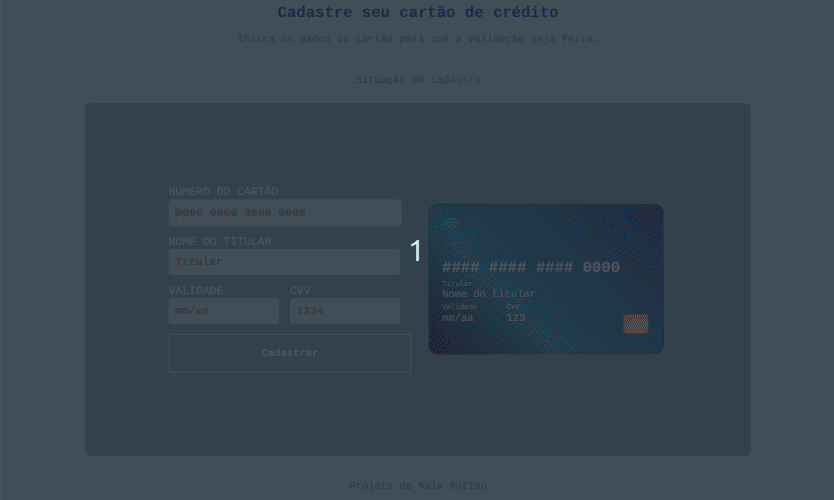 Cadastre seu cartão de crédito
Insira os dados do cartão para que a validação seja feita:
Situação de cadastro
NÚMERO DO CARTÃO
0000 0000 0000 0000
NOME DO TITULAR
Titular
VALIDADE CVV
mm/aa 1234
Cadastrar
1
#### #### #### 0000
Titular
Nome do titular
Validade CVV
mm/aa 123
Projeto de Nala Rufino